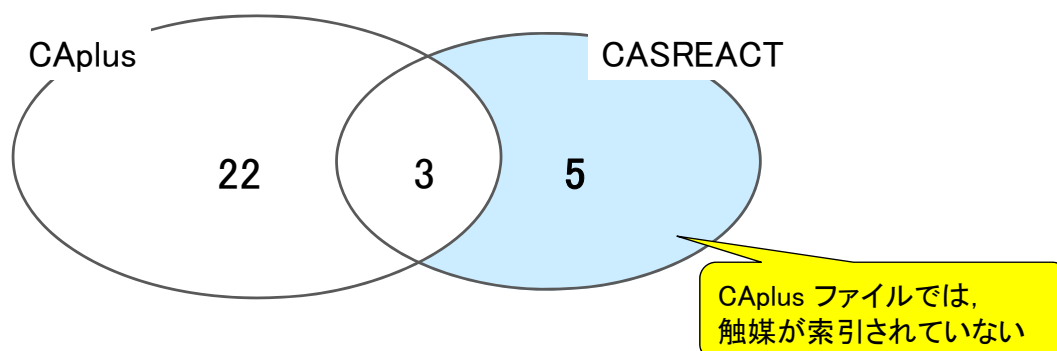 CAplus
CASREACT
22
3
5
CAplus ファイルでは,
触媒が索引されていない